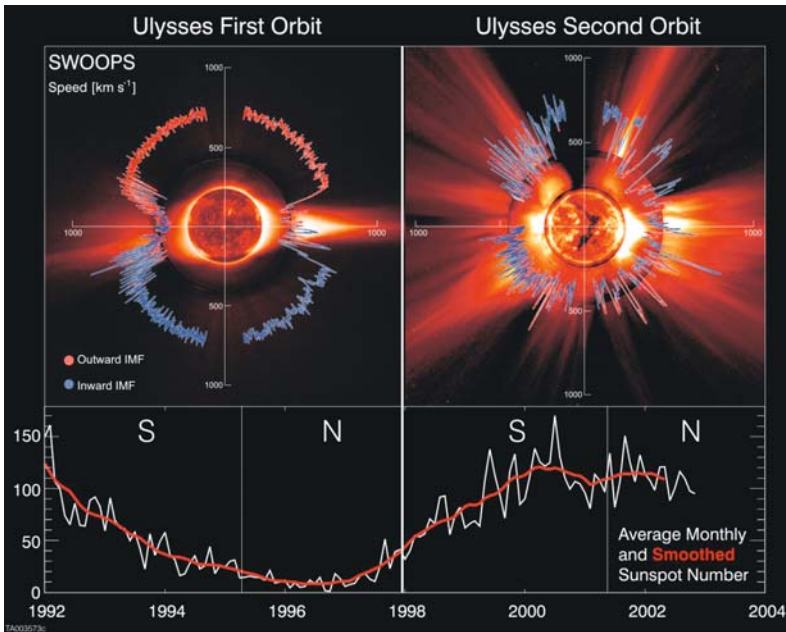 Ulysses First Orbit
Ulysses Second Orbit
SWOOPS
Speed [km s⁻¹]
1000
500
1000
1000
500
1000
Outward IMF
Inward IMF
1000
500
1000
1000
500
1000
S
N
S
N
150
100
50
0
Average Monthly
and Smoothed
Sunspot Number
1992
1994
1996
1998
2000
2002
2004
TA003573c